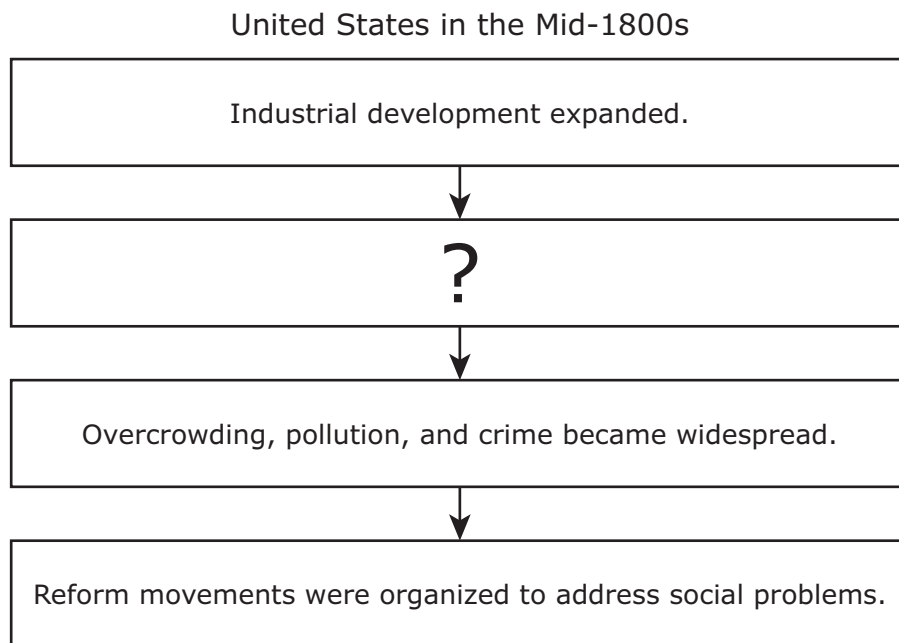 United States in the Mid-1800s
Industrial development expanded.
?
Overcrowding, pollution, and crime became widespread.
Reform movements were organized to address social problems.